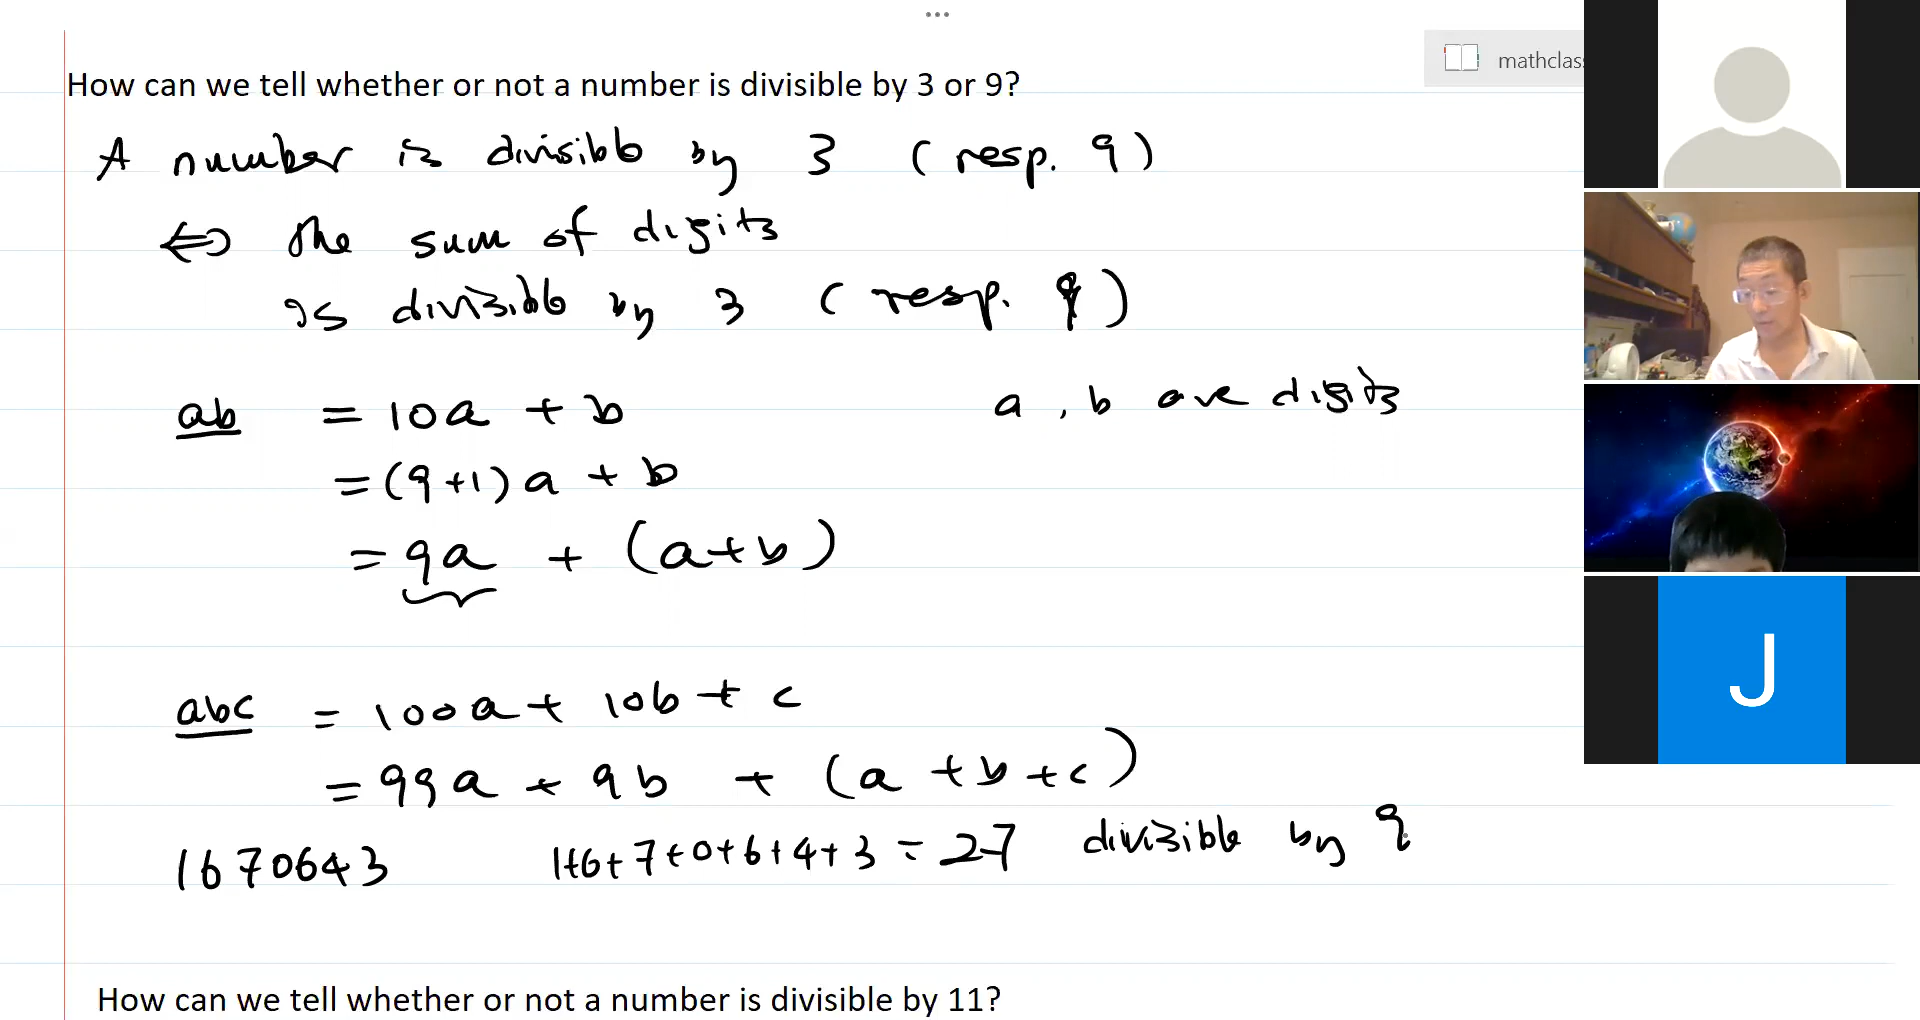 How can we tell whether or not a number is divisible by 3 or 9?
mathclass
A number is divisible by 3 (resp. 9)
⇔ the sum of digits
is divisible by 3 (resp. 9)
ab = 10a + b a, b are digits
= (9+1)a + b
= 9a + (a+b)
abc = 100a + 10b + c
= 99a + 9b + (a+b+c)
1670643 1+6+7+0+6+4+3 = 27 divisible by 9
How can we tell whether or not a number is divisible by 11?
J